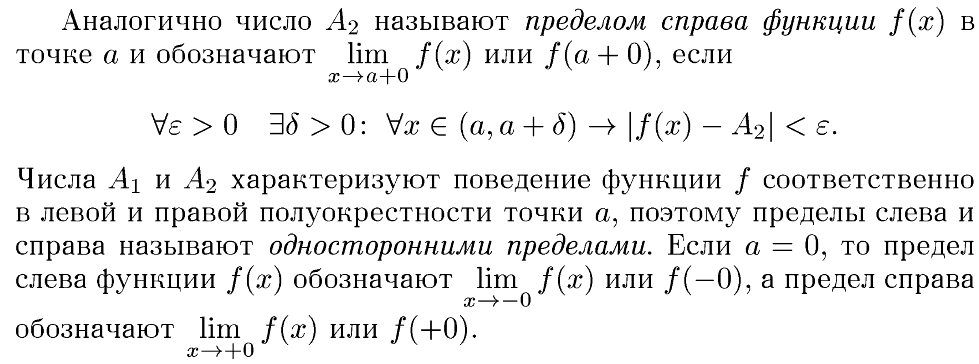 Аналогично число A₂ называют пределом справа функции f(x) в
точке a и обозначают lim_{x→a+0} f(x) или f(a + 0), если
∀ε > 0 ∃δ > 0: ∀x ∈ (a, a + δ) → |f(x) − A₂| < ε.
Числа A₁ и A₂ характеризуют поведение функции f соответственно
в левой и правой полуокрестности точки a, поэтому пределы слева и
справа называют односторонними пределами. Если a = 0, то предел
слева функции f(x) обозначают lim_{x→−0} f(x) или f(−0), а предел справа
обозначают lim_{x→+0} f(x) или f(+0).